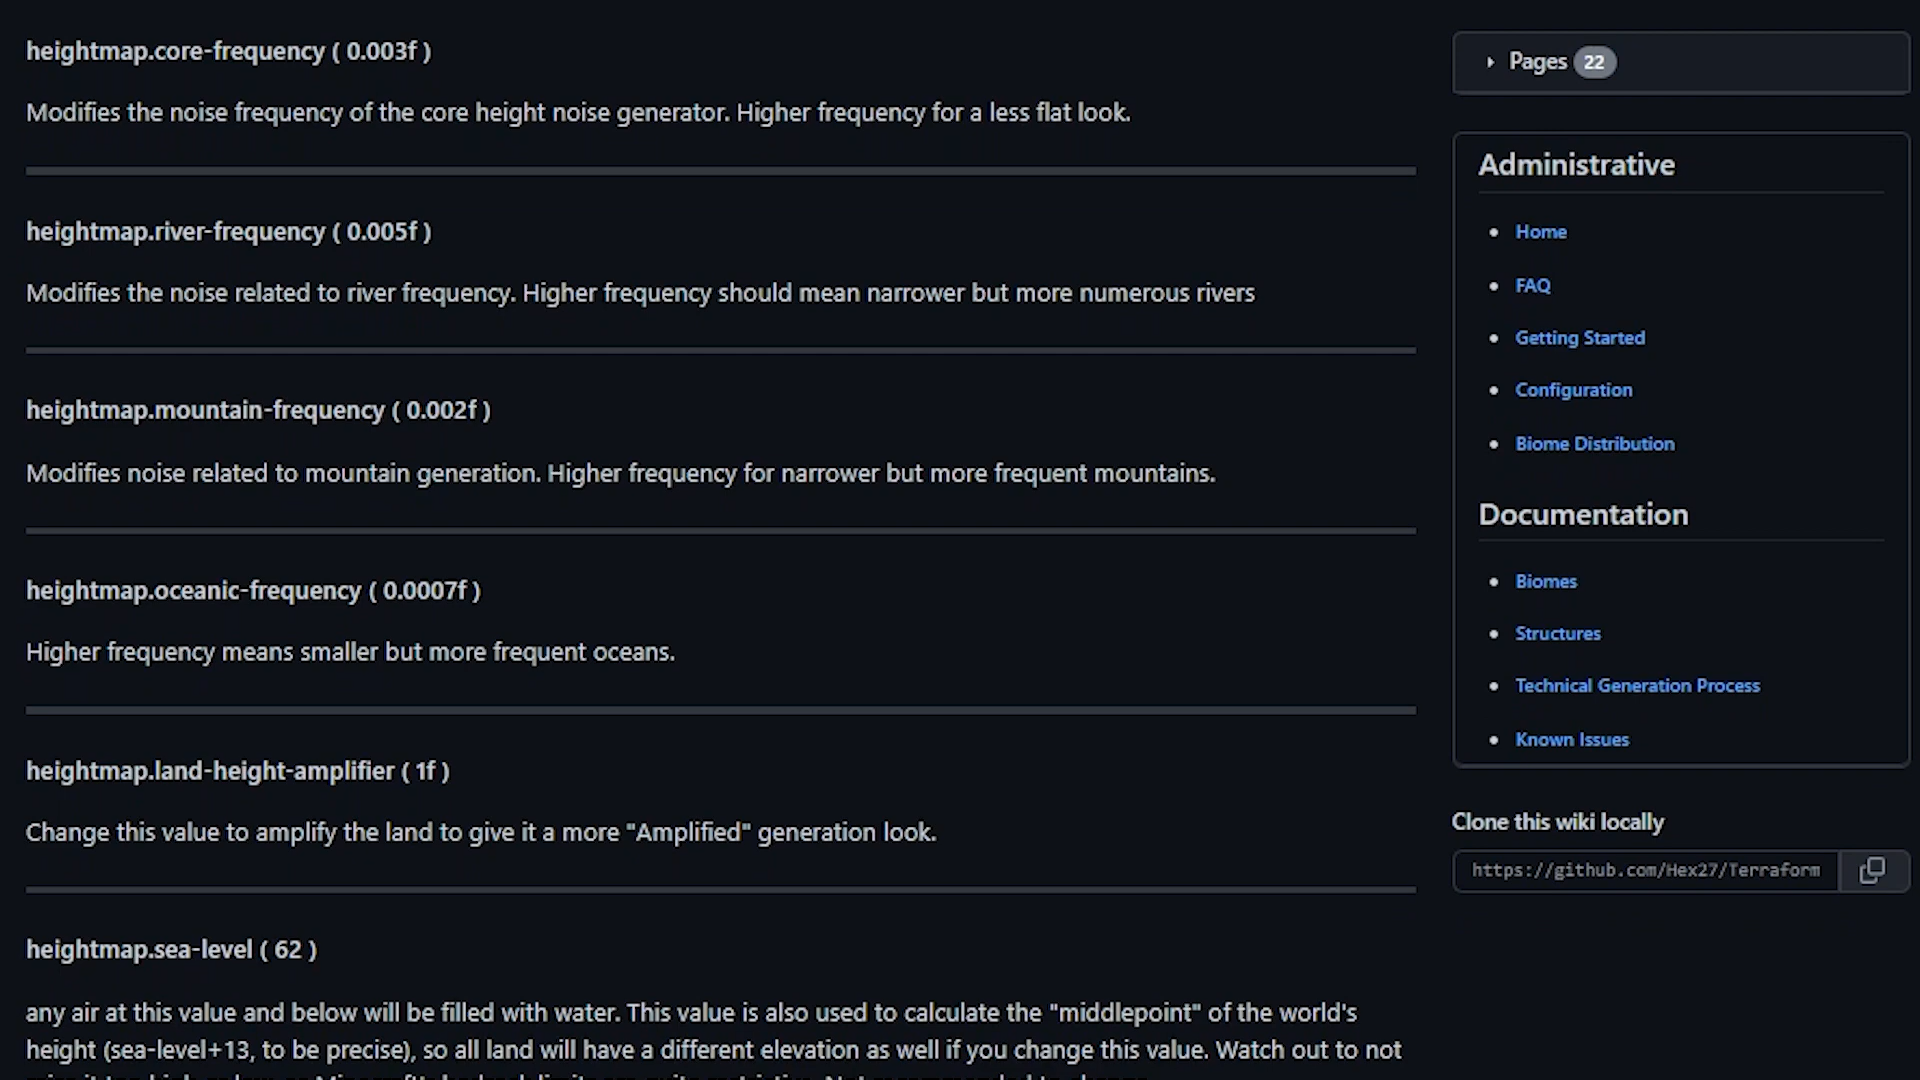 heightmap.core-frequency ( 0.003f )
Modifies the noise frequency of the core height noise generator. Higher frequency for a less flat look.
heightmap.river-frequency ( 0.005f )
Modifies the noise related to river frequency. Higher frequency should mean narrower but more numerous rivers
heightmap.mountain-frequency ( 0.002f )
Modifies noise related to mountain generation. Higher frequency for narrower but more frequent mountains.
heightmap.oceanic-frequency ( 0.0007f )
Higher frequency means smaller but more frequent oceans.
heightmap.land-height-amplifier ( 1f )
Change this value to amplify the land to give it a more "Amplified" generation look.
heightmap.sea-level ( 62 )
any air at this value and below will be filled with water. This value is also used to calculate the "middlepoint" of the world's
height (sea-level+13, to be precise), so all land will have a different elevation as well if you change this value. Watch out to not
Pages 22
Administrative
Home
FAQ
Getting Started
Configuration
Biome Distribution
Documentation
Biomes
Structures
Technical Generation Process
Known Issues
Clone this wiki locally
https://github.com/Hex27/Terraform